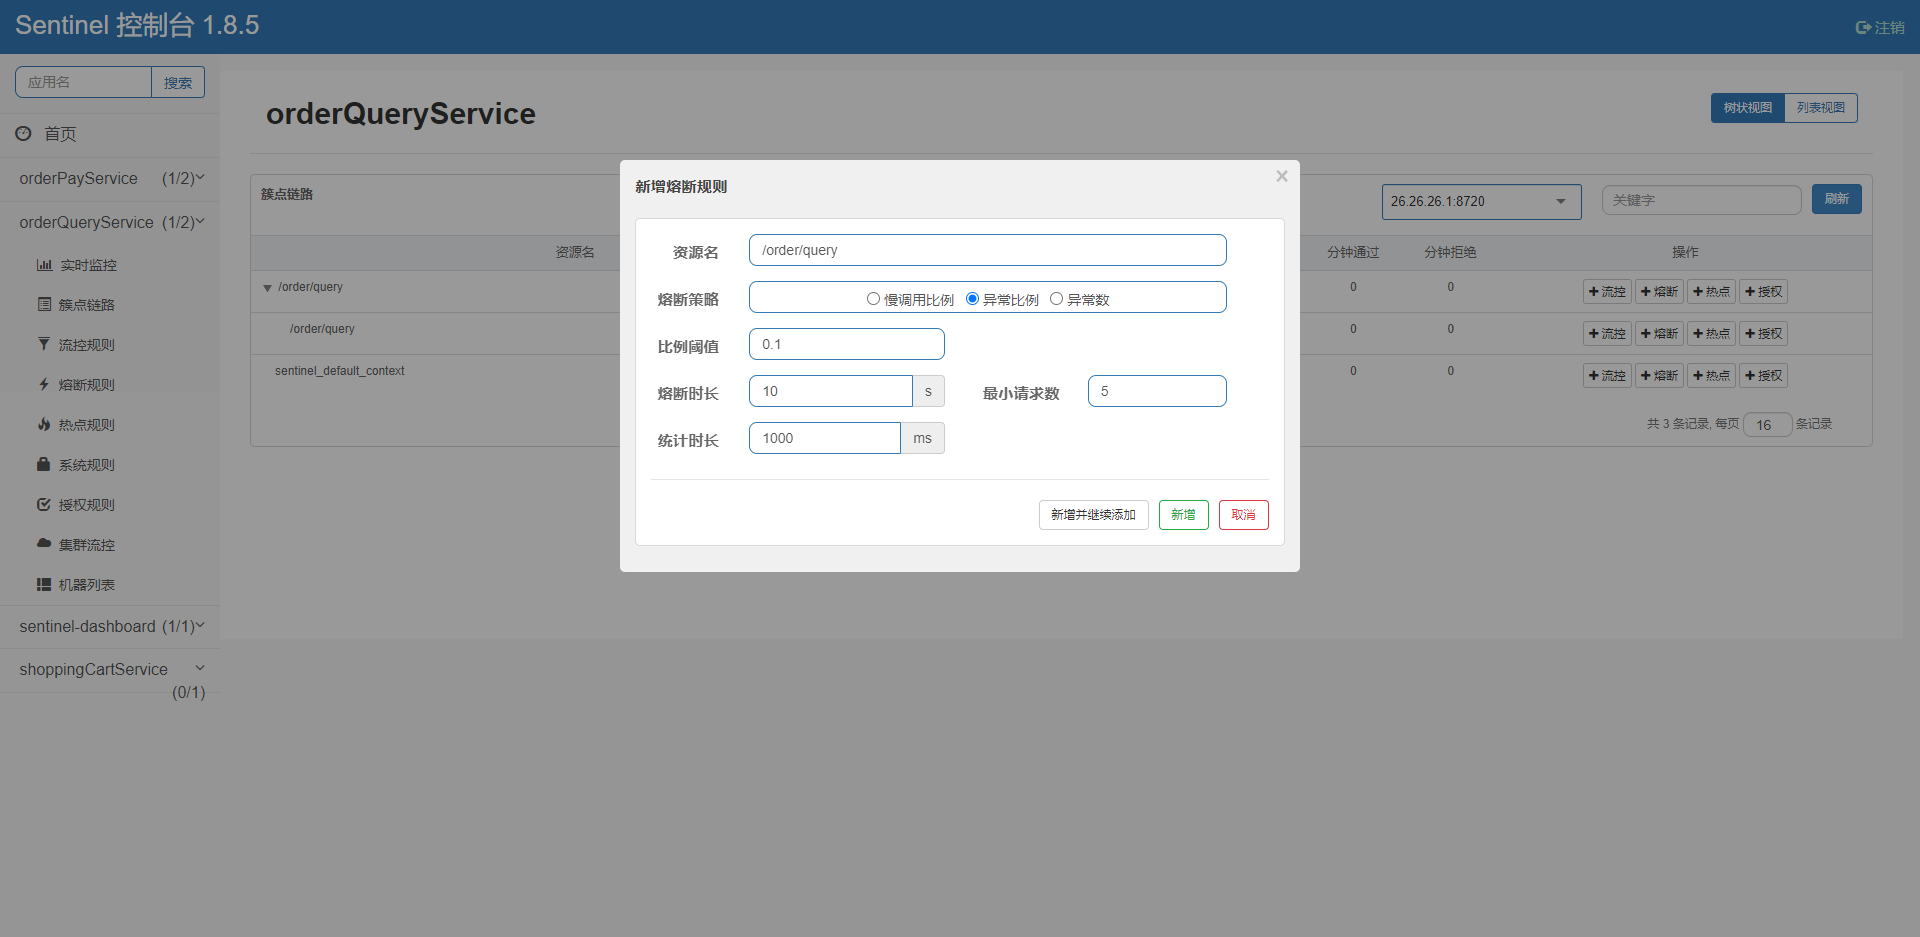 Sentinel 控制台 1.8.5
注销
应用名 搜索
首页
orderPayService (1/2)
orderQueryService (1/2)
实时监控
簇点链路
流控规则
熔断规则
热点规则
系统规则
授权规则
集群流控
机器列表
sentinel-dashboard (1/1)
shoppingCartService
(0/1)
orderQueryService
树状视图 列表视图
簇点链路
26.26.26.1:8720 关键字 刷新
资源名 分钟通过 分钟拒绝 操作
/order/query 0 0 流控 熔断 热点 授权
/order/query 0 0 流控 熔断 热点 授权
sentinel_default_context 0 0 流控 熔断 热点 授权
共 3 条记录, 每页 16 条记录
新增熔断规则 ×
资源名 /order/query
熔断策略 慢调用比例 异常比例 异常数
比例阈值 0.1
熔断时长 10 s 最小请求数 5
统计时长 1000 ms
新增并继续添加 新增 取消